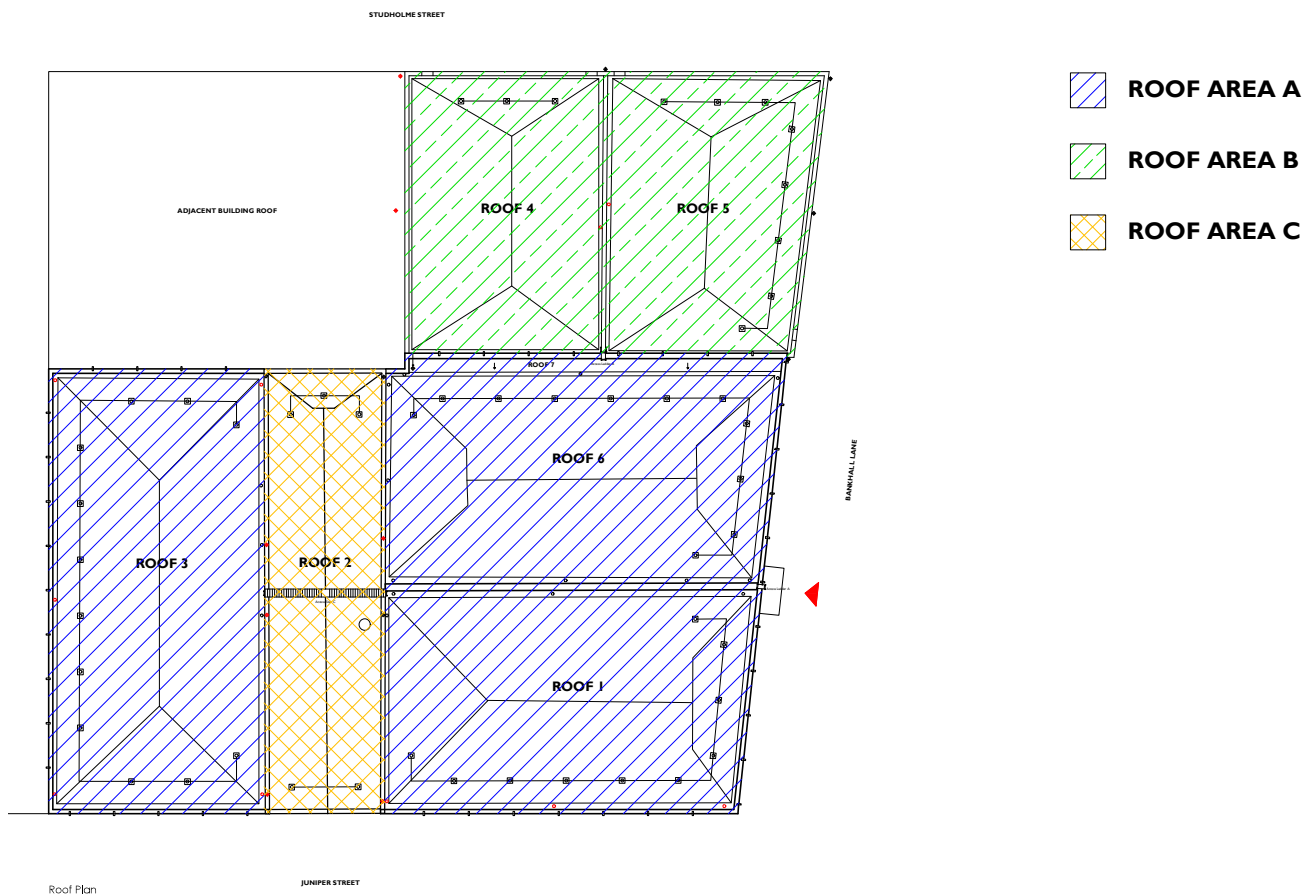 STUDHOLME STREET
ROOF AREA A
ROOF AREA B
ROOF AREA C
ADJACENT BUILDING ROOF
ROOF 4
ROOF 5
ROOF 7
ROOF 6
BANKHALL LANE
ROOF 3
ROOF 2
ROOF 1
JUNIPER STREET
Roof Plan